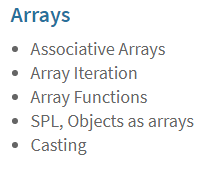 Arrays
Associative Arrays
Array Iteration
Array Functions
SPL, Objects as arrays
Casting